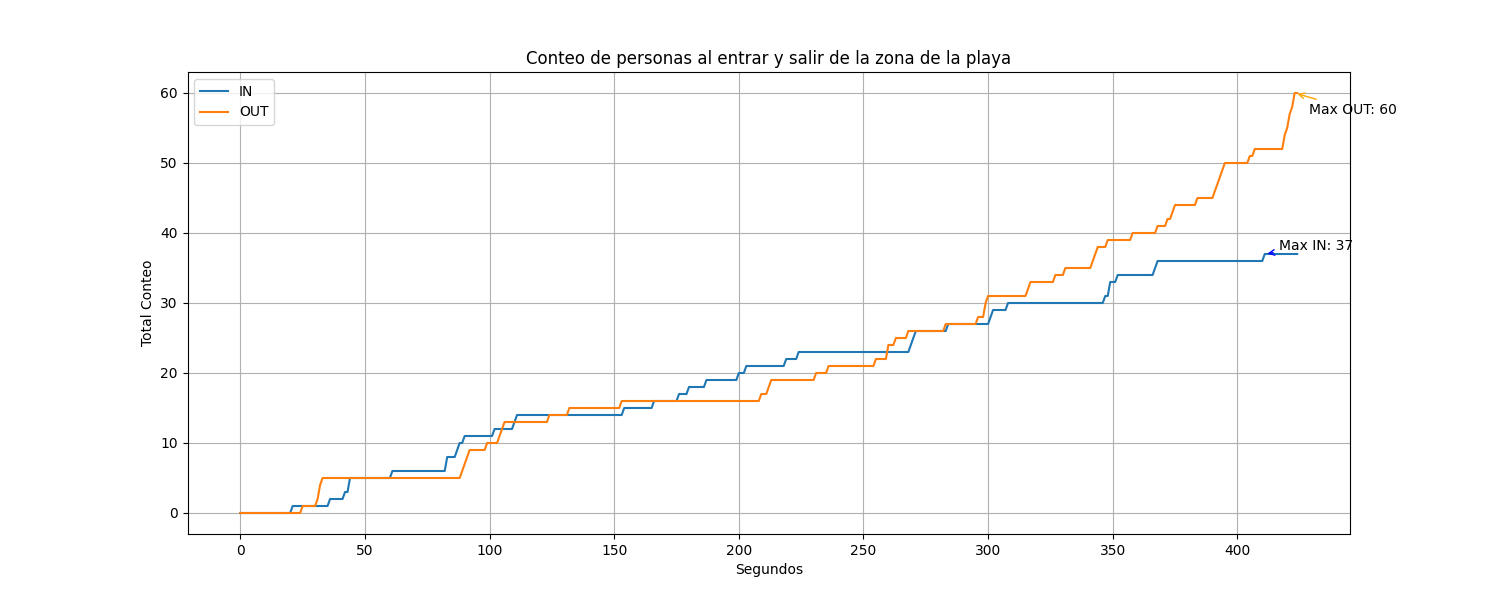 Conteo de personas al entrar y salir de la zona de la playa
IN
OUT
Max OUT: 60
Max IN: 37
Total Conteo
60
50
40
30
20
10
0
0 50 100 150 200 250 300 350 400
Segundos